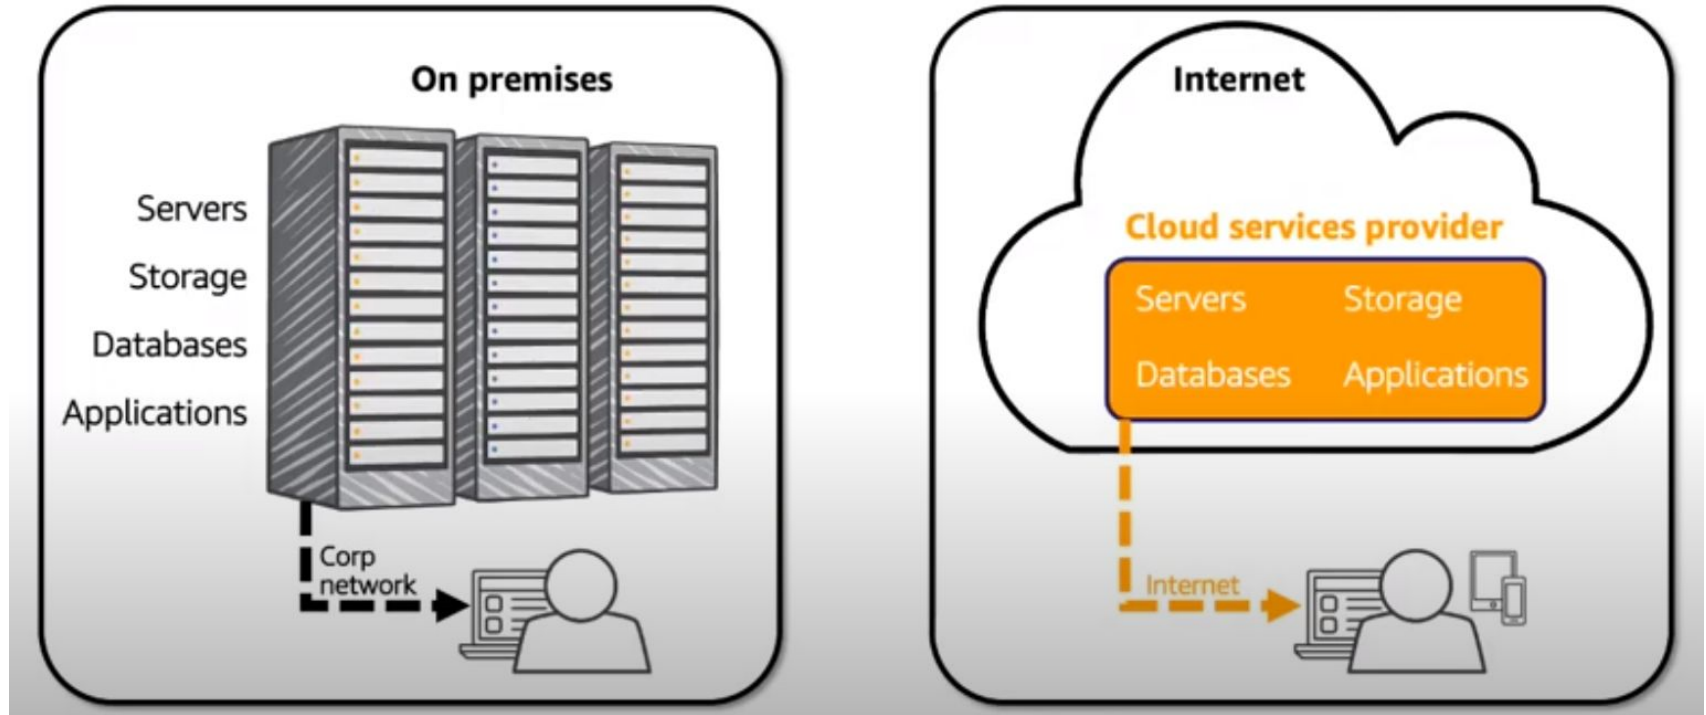 On premises
Servers
Storage
Databases
Applications
Corp
network
Internet
Cloud services provider
Servers Storage
Databases Applications
Internet